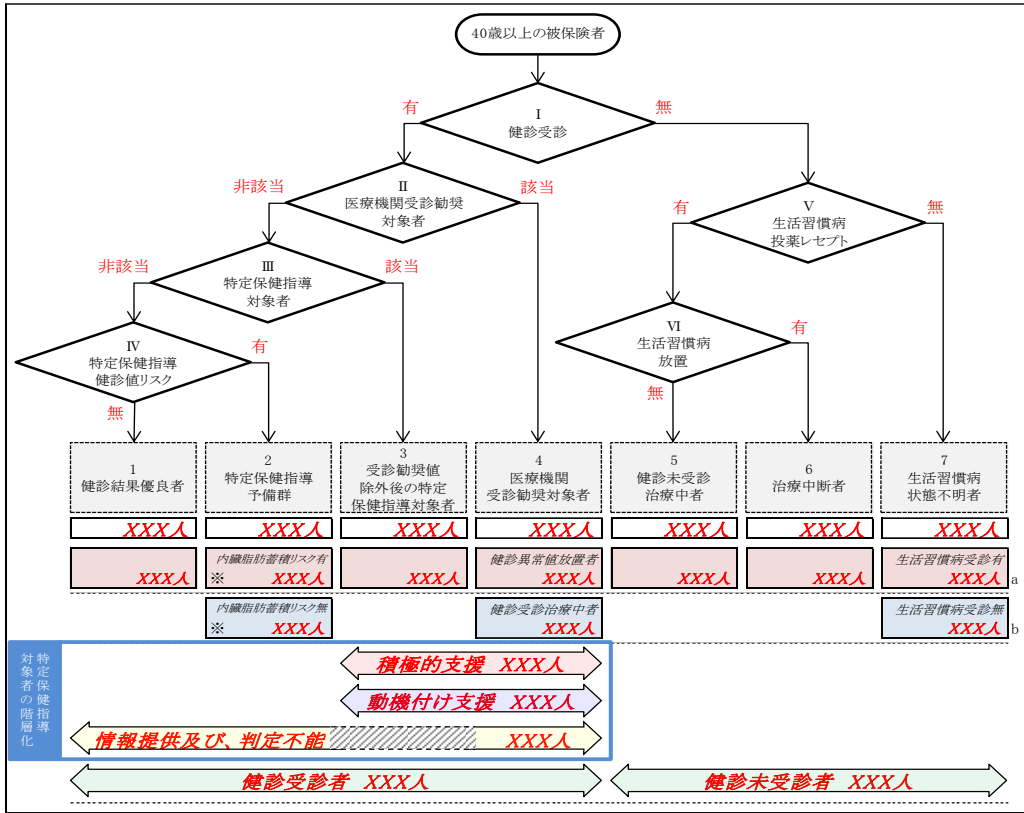 40歳以上の被保険者
有
無
Ⅰ
健診受診
非該当
該当
Ⅱ
医療機関受診勧奨
対象者
有
無
Ⅴ
生活習慣病
投薬レセプト
非該当
該当
Ⅲ
特定保健指導
対象者
有
Ⅵ
生活習慣病
放置
無
有
Ⅳ
特定保健指導
健診値リスク
無
1
健診結果優良者
2
特定保健指導
予備群
3
受診勧奨値
除外後の特定
保健指導対象者
4
医療機関
受診勧奨対象者
5
健診未受診
治療中者
6
治療中断者
7
生活習慣病
状態不明者
XXX人
XXX人
XXX人
XXX人
XXX人
XXX人
XXX人
XXX人
内臓脂肪蓄積リスク有
※ XXX人
XXX人
健診異常値放置者
XXX人
XXX人
XXX人
生活習慣病受診有
XXX人
a
内臓脂肪蓄積リスク無
※ XXX人
健診受診治療中者
XXX人
生活習慣病受診無
XXX人
b
特定保健指導
対象者の階層化
積極的支援 XXX人
動機付け支援 XXX人
情報提供及び、判定不能 XXX人
健診受診者 XXX人
健診未受診者 XXX人